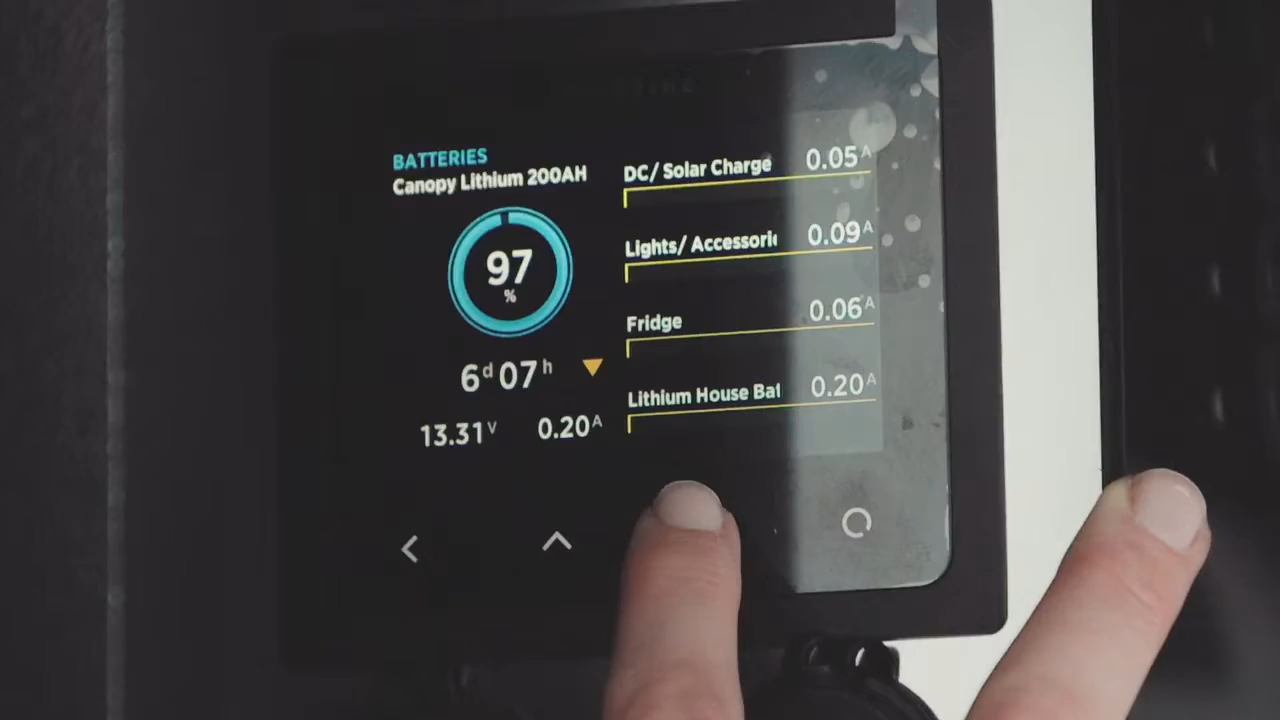 BATTERIES
Canopy Lithium 200AH
97
%
6d 07h
13.31V 0.20A
DC/ Solar Charge 0.05A
Lights/ Accessori 0.09A
Fridge 0.06A
Lithium House Bat 0.20A